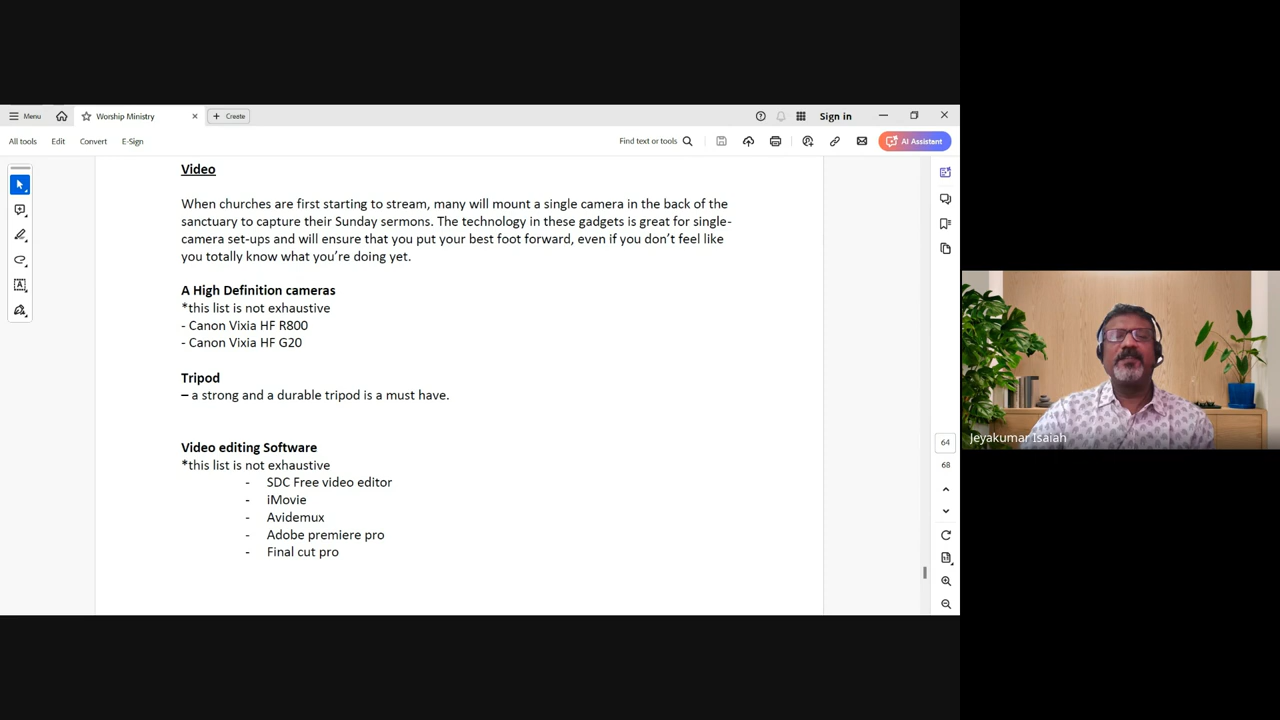 Menu
Worship Ministry
Create
Sign in
All tools
Edit
Convert
E-Sign
Find text or tools
AI Assistant
Video
When churches are first starting to stream, many will mount a single camera in the back of the
sanctuary to capture their Sunday sermons. The technology in these gadgets is great for single-
camera set-ups and will ensure that you put your best foot forward, even if you don't feel like
you totally know what you're doing yet.
A High Definition cameras
*this list is not exhaustive
- Canon Vixia HF R800
- Canon Vixia HF G20
Tripod
– a strong and a durable tripod is a must have.
Video editing Software
*this list is not exhaustive
- SDC Free video editor
- iMovie
- Avidemux
- Adobe premiere pro
- Final cut pro
64
68
Jeyakumar Isaiah